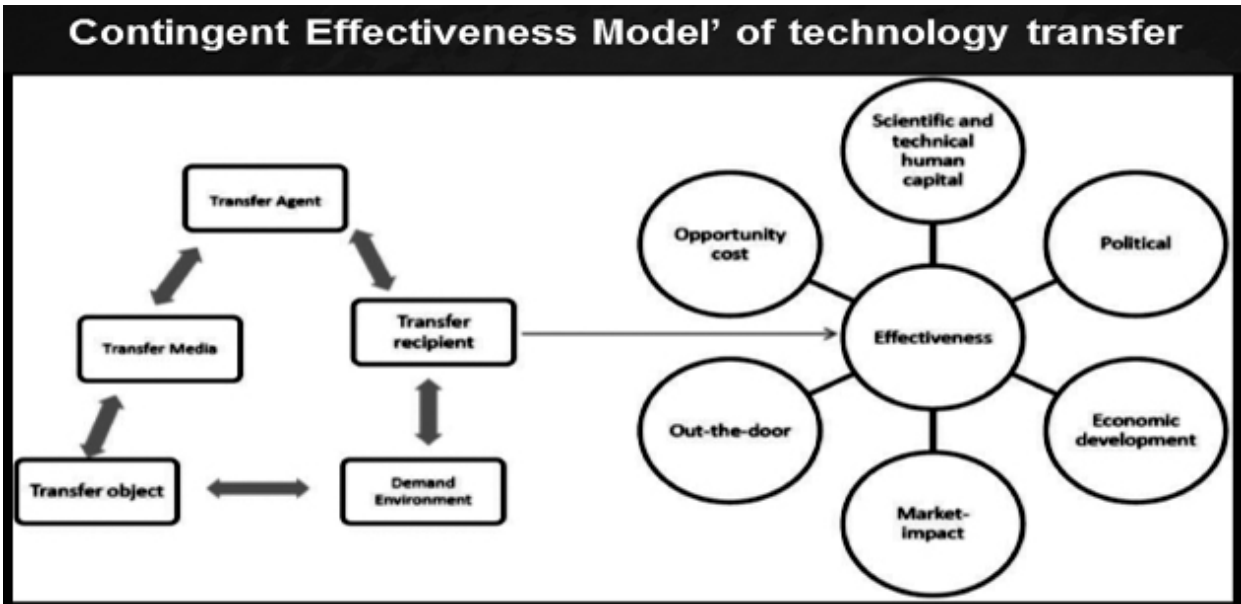 Contingent Effectiveness Model’ of technology transfer
Transfer Agent
Transfer Media
Transfer recipient
Transfer object
Demand
Environment
Scientific and
technical
human
capital
Opportunity
cost
Political
Effectiveness
Out-the-door
Economic
development
Market-
impact